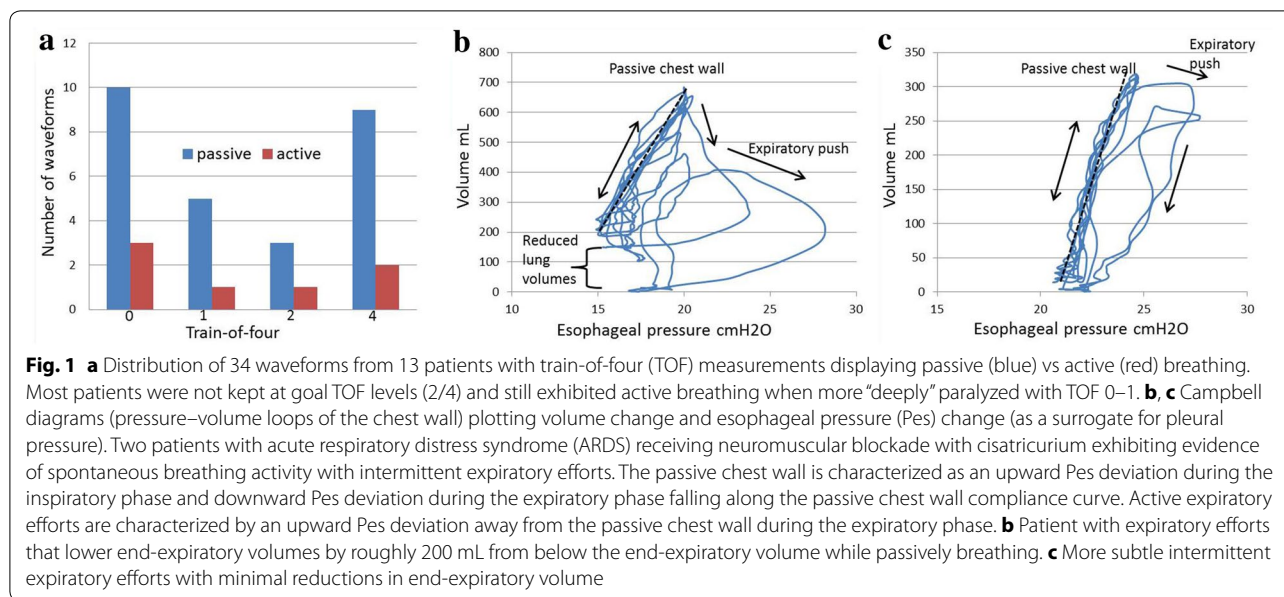 a
12
10
8
6
4
2
0
Number of waveforms
passive
active
0
1
2
4
Train-of-four
b
800
700
600
500
400
300
200
100
0
Volume mL
Passive chest wall
Expiratory push
Reduced
lung
volumes
10
15
20
25
30
Esophageal pressure cmH2O
c
350
300
250
200
150
100
50
0
Volume mL
Passive chest wall
Expiratory
push
15
20
25
30
Esophageal pressure cmH2O
Fig. 1 a Distribution of 34 waveforms from 13 patients with train-of-four (TOF) measurements displaying passive (blue) vs active (red) breathing.
Most patients were not kept at goal TOF levels (2/4) and still exhibited active breathing when more “deeply” paralyzed with TOF 0–1. b, c Campbell
diagrams (pressure–volume loops of the chest wall) plotting volume change and esophageal pressure (Pes) change (as a surrogate for pleural
pressure). Two patients with acute respiratory distress syndrome (ARDS) receiving neuromuscular blockade with cisatricurium exhibiting evidence
of spontaneous breathing activity with intermittent expiratory efforts. The passive chest wall is characterized as an upward Pes deviation during the
inspiratory phase and downward Pes deviation during the expiratory phase falling along the passive chest wall compliance curve. Active expiratory
efforts are characterized by an upward Pes deviation away from the passive chest wall during the expiratory phase. b Patient with expiratory efforts
that lower end-expiratory volumes by roughly 200 mL from below the end-expiratory volume while passively breathing. c More subtle intermittent
expiratory efforts with minimal reductions in end-expiratory volume